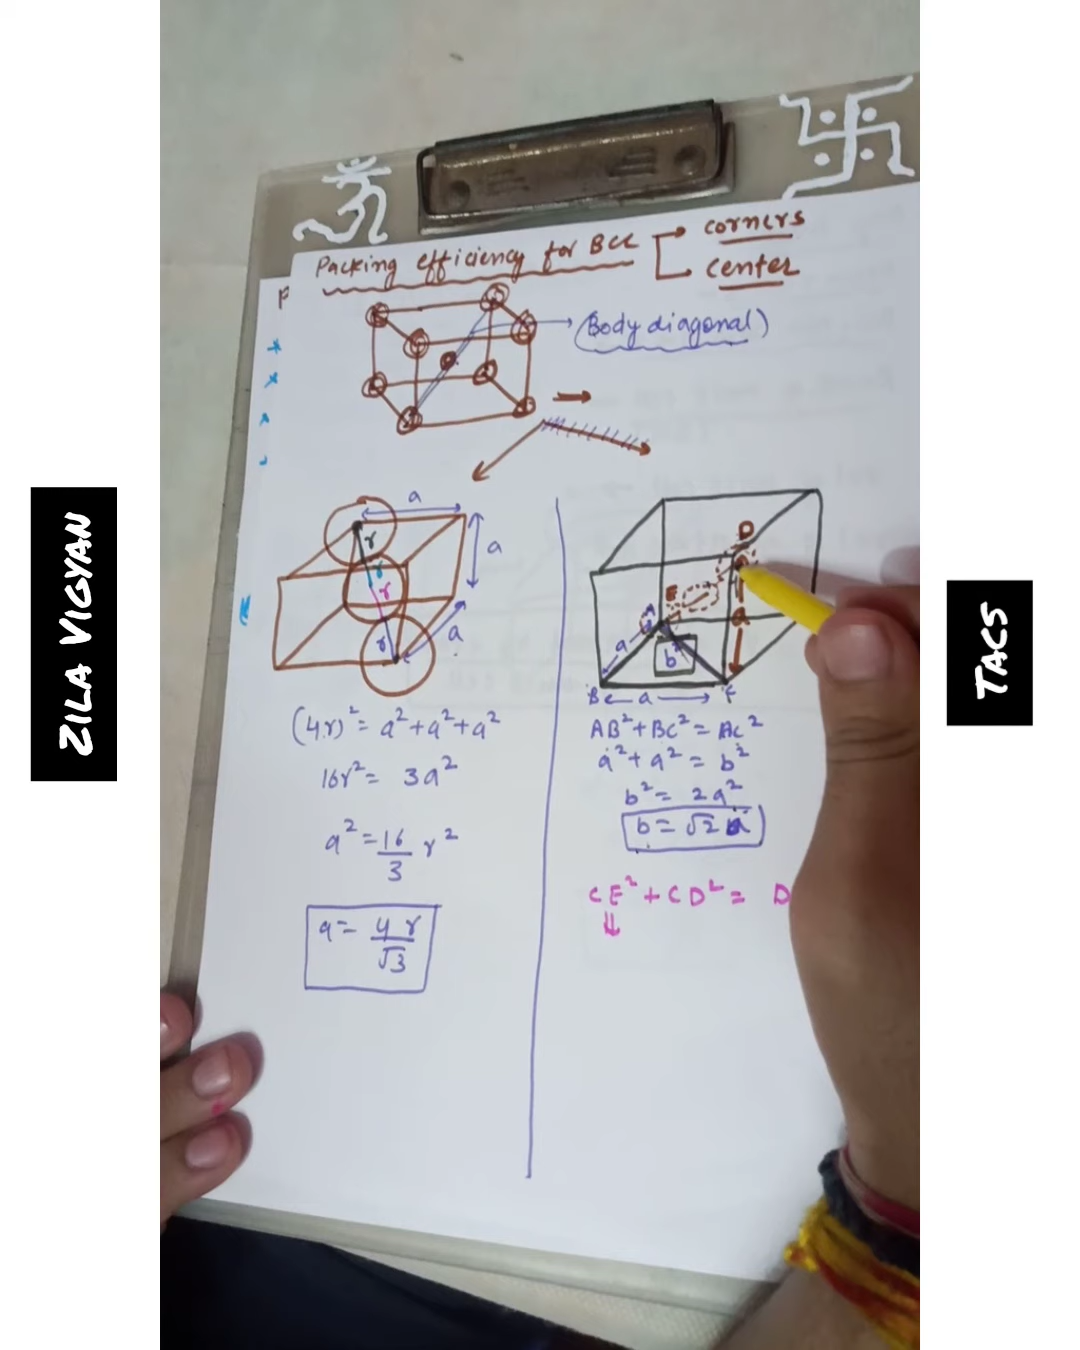 ZILA VIGYAN
TACS
ॐ
Packing efficiency for BCC
corners
center
P
(Body diagonal)
a
a
a
r
r
r
r
D
E
A
a
a
b
B a F
(4r)² = a² + a² + a²
16r² = 3a²
a² = 16/3 r²
a = 4r/√3
AB² + BC² = AC²
a² + a² = b²
b² = 2a²
b = √2 a
CE² + CD² = D